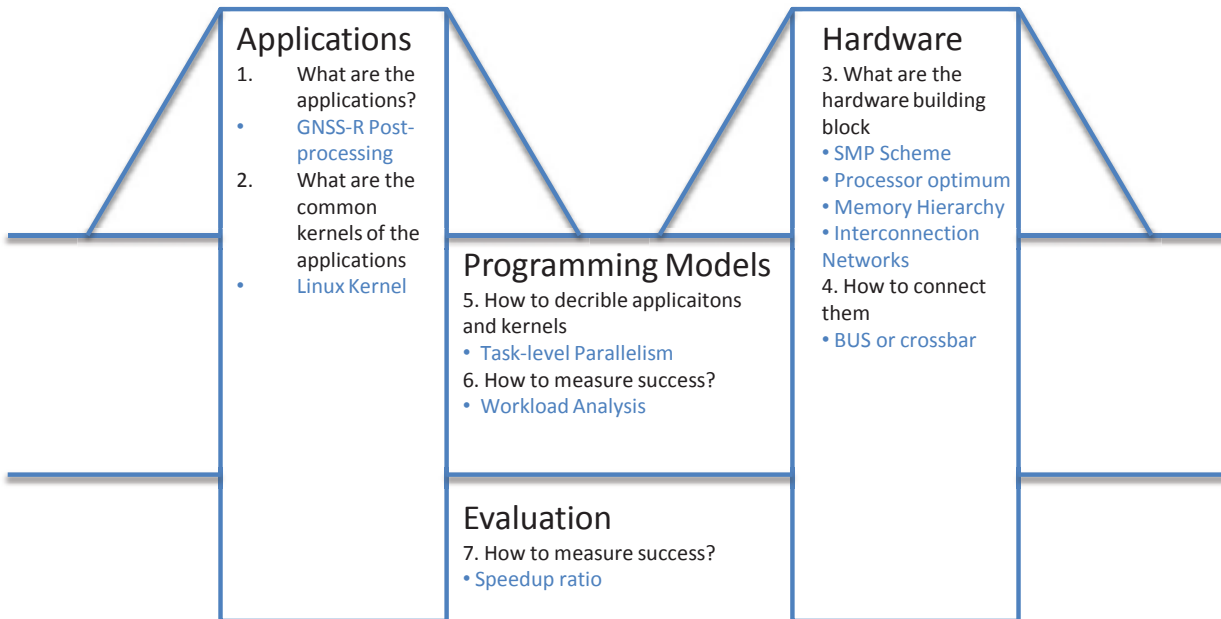 Applications
1. What are the
applications?
• GNSS-R Post-
processing
2. What are the
common
kernels of the
applications
• Linux Kernel
Programming Models
5. How to decrible applicaitons
and kernels
• Task-level Parallelism
6. How to measure success?
• Workload Analysis
Evaluation
7. How to measure success?
• Speedup ratio
Hardware
3. What are the
hardware building
block
• SMP Scheme
• Processor optimum
• Memory Hierarchy
• Interconnection
Networks
4. How to connect
them
• BUS or crossbar